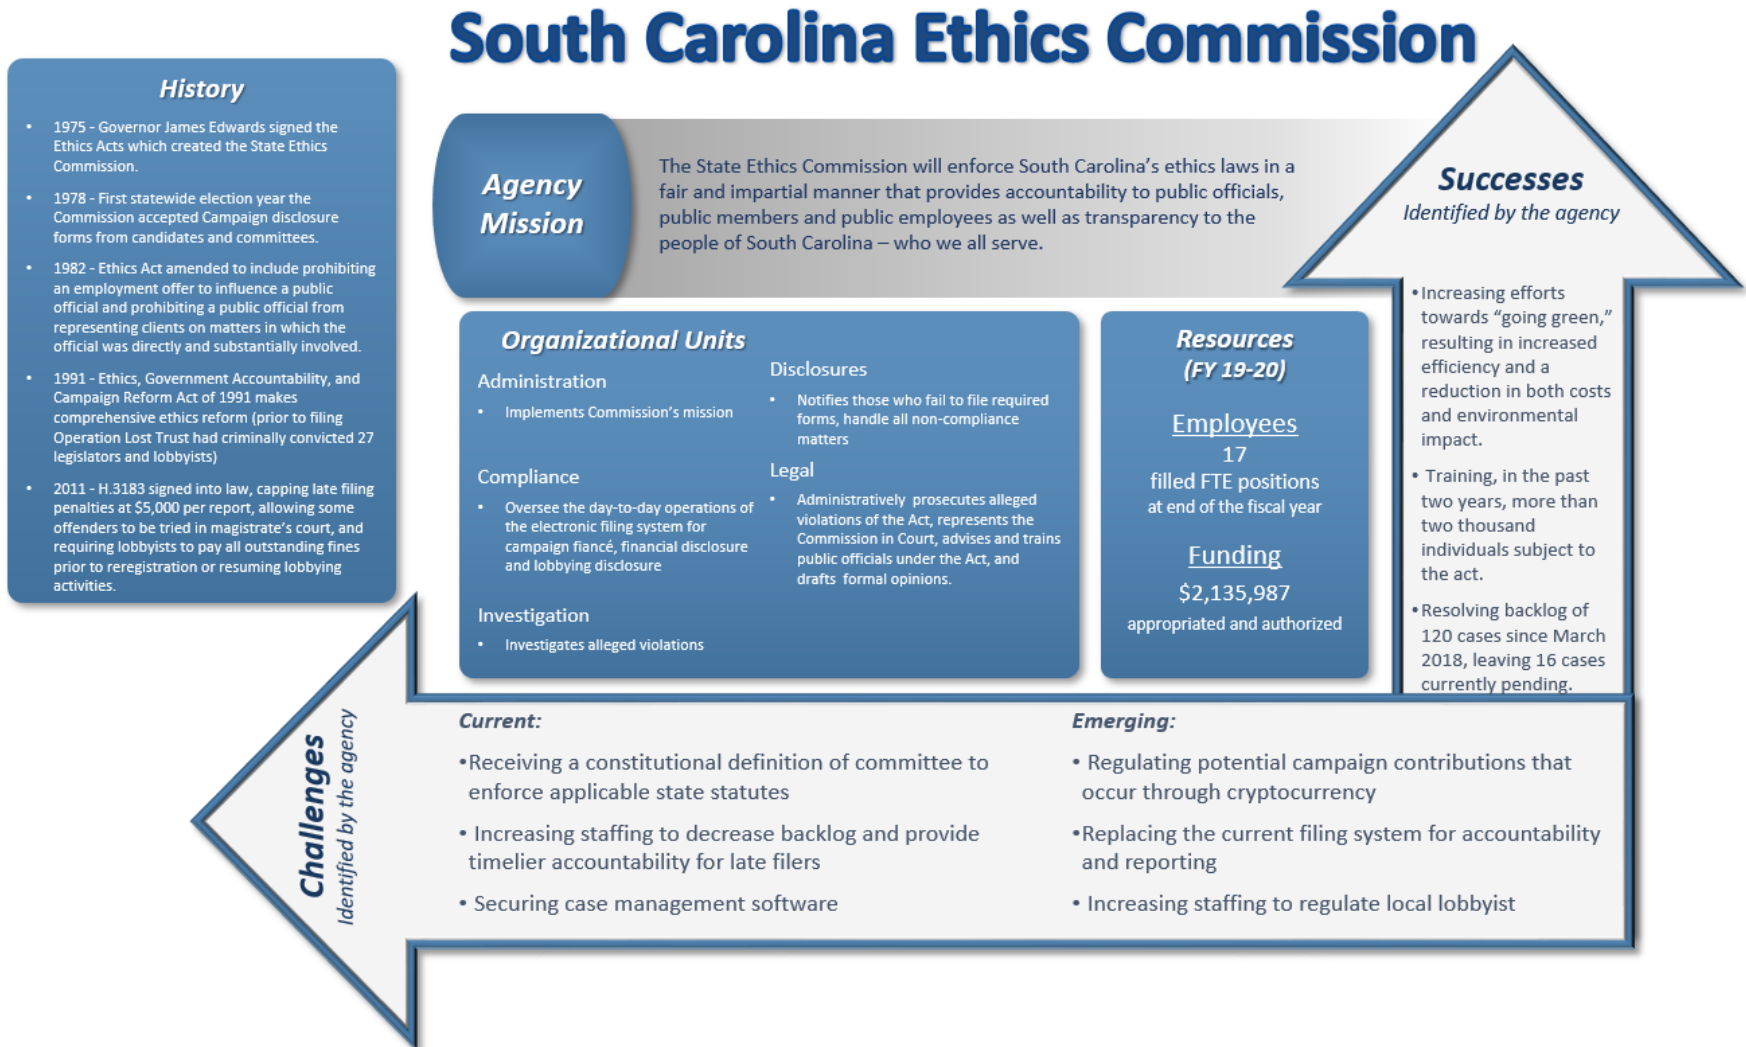 South Carolina Ethics Commission
History
• 1975 - Governor James Edwards signed the
Ethics Acts which created the State Ethics
Commission.
• 1978 - First statewide election year the
Commission accepted Campaign disclosure
forms from candidates and committees.
• 1982 - Ethics Act amended to include prohibiting
an employment offer to influence a public
official and prohibiting a public official from
representing clients on matters in which the
official was directly and substantially involved.
• 1991 - Ethics, Government Accountability, and
Campaign Reform Act of 1991 makes
comprehensive ethics reform (prior to filing
Operation Lost Trust had criminally convicted 27
legislators and lobbyists)
• 2011 - H.3183 signed into law, capping late filing
penalties at $5,000 per report, allowing some
offenders to be tried in magistrate's court, and
requiring lobbyists to pay all outstanding fines
prior to reregistration or resuming lobbying
activities.
Agency
Mission
The State Ethics Commission will enforce South Carolina's ethics laws in a
fair and impartial manner that provides accountability to public officials,
public members and public employees as well as transparency to the
people of South Carolina – who we all serve.
Organizational Units
Administration
• Implements Commission's mission
Compliance
• Oversee the day-to-day operations of
the electronic filing system for
campaign fiancé, financial disclosure
and lobbying disclosure
Investigation
• Investigates alleged violations
Disclosures
• Notifies those who fail to file required
forms, handle all non-compliance
matters
Legal
• Administratively prosecutes alleged
violations of the Act, represents the
Commission in Court, advises and trains
public officials under the Act, and
drafts formal opinions.
Resources
(FY 19-20)
Employees
17
filled FTE positions
at end of the fiscal year
Funding
$2,135,987
appropriated and authorized
Successes
Identified by the agency
•Increasing efforts
towards “going green,”
resulting in increased
efficiency and a
reduction in both costs
and environmental
impact.
• Training, in the past
two years, more than
two thousand
individuals subject to
the act.
•Resolving backlog of
120 cases since March
2018, leaving 16 cases
currently pending.
Challenges
Identified by the agency
Current:
•Receiving a constitutional definition of committee to
enforce applicable state statutes
• Increasing staffing to decrease backlog and provide
timelier accountability for late filers
• Securing case management software
Emerging:
• Regulating potential campaign contributions that
occur through cryptocurrency
•Replacing the current filing system for accountability
and reporting
• Increasing staffing to regulate local lobbyist